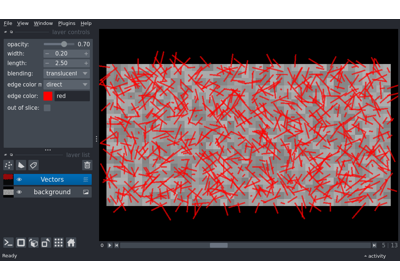 File View Window Plugins Help
layer controls
opacity: 0.70
width: 0.20
length: 2.50
blending: translucent
edge color m direct
edge color: red
out of slice:
layer list
Vectors
background
0
5 13
Ready
activity